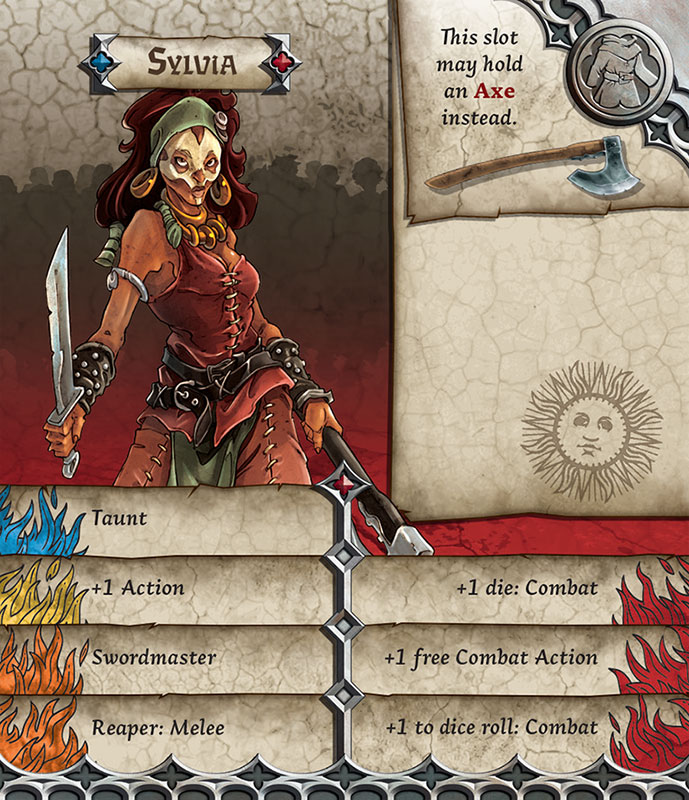 Sylvia
This slot
may hold
an Axe
instead.
Taunt
+1 Action
Swordmaster
Reaper: Melee
+1 die: Combat
+1 free Combat Action
+1 to dice roll: Combat